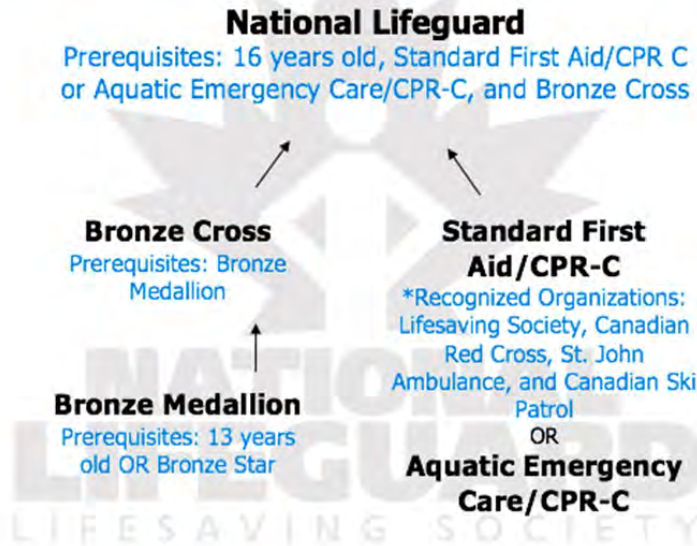 National Lifeguard
Prerequisites: 16 years old, Standard First Aid/CPR C
or Aquatic Emergency Care/CPR-C, and Bronze Cross
Bronze Cross
Prerequisites: Bronze
Medallion
Bronze Medallion
Prerequisites: 13 years
old OR Bronze Star
Standard First
Aid/CPR-C
*Recognized Organizations:
Lifesaving Society, Canadian
Red Cross, St. John
Ambulance, and Canadian Ski
Patrol
OR
Aquatic Emergency
Care/CPR-C
NATIONAL
LIFEGUARD
LIFESAVING SOCIETY